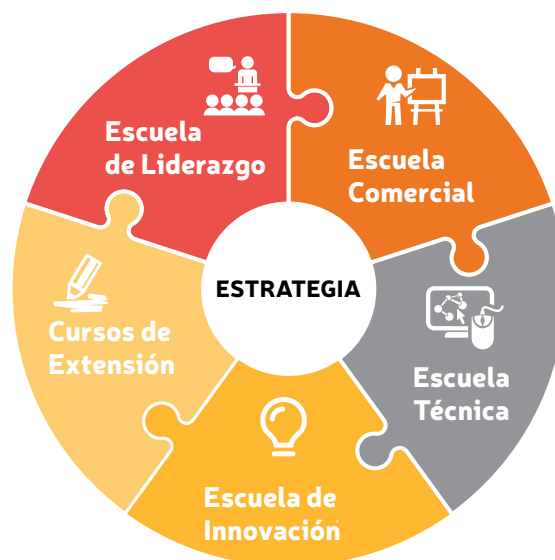 Escuela
de Liderazgo
Escuela
Comercial
ESTRATEGIA
Cursos de
Extensión
Escuela
Técnica
Escuela de
Innovación